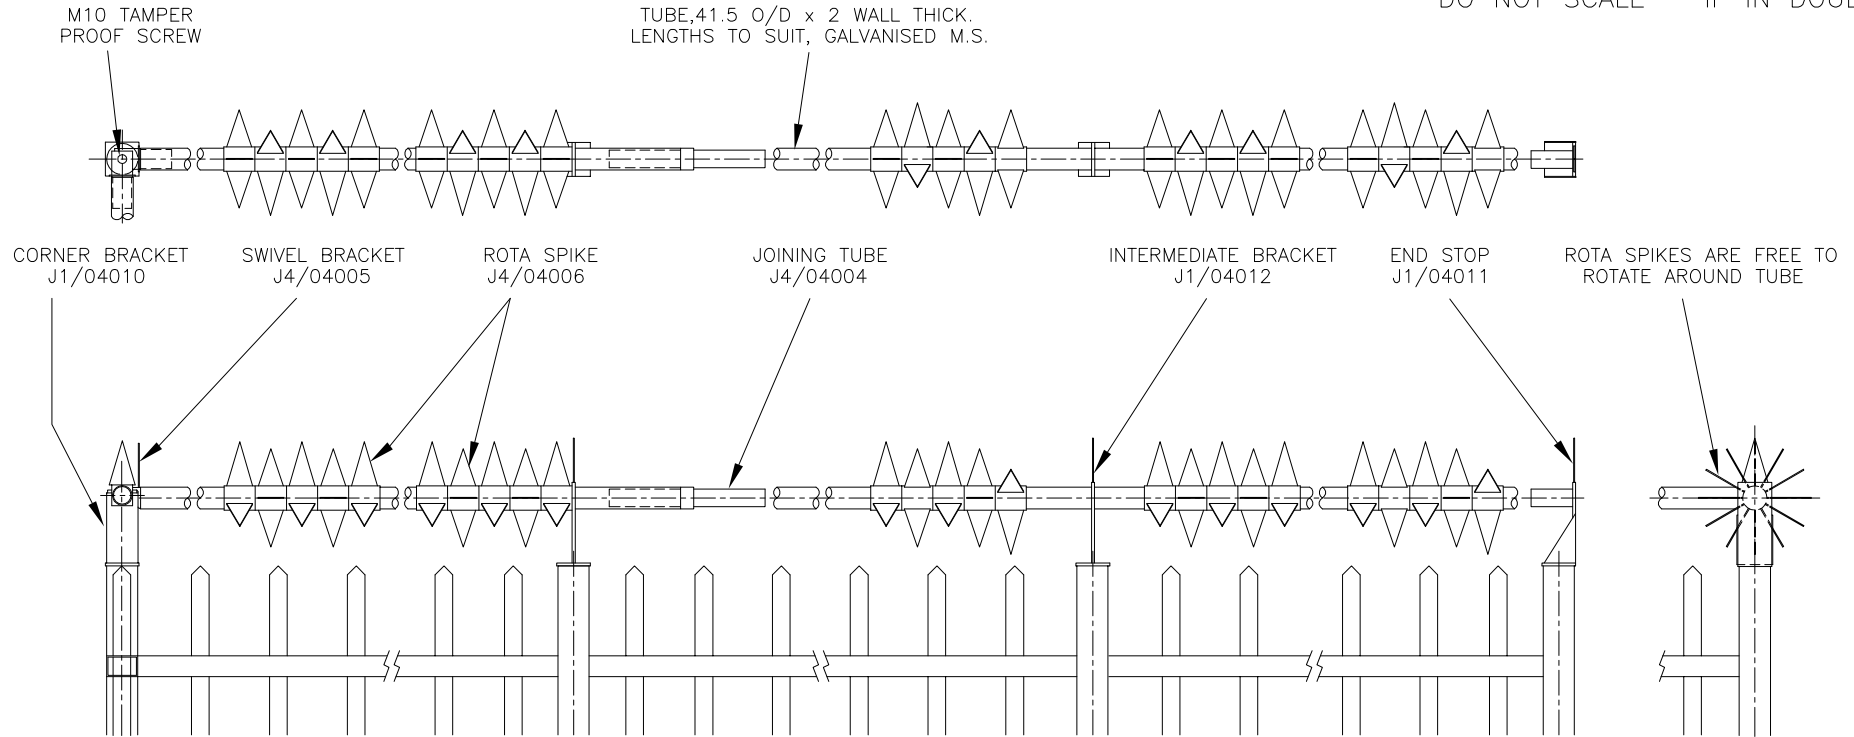 DO NOT SCALE
M10 TAMPER
PROOF SCREW
TUBE,41.5 O/D x 2 WALL THICK.
LENGTHS TO SUIT, GALVANISED M.S.
CORNER BRACKET
J1/04010
SWIVEL BRACKET
J4/04005
ROTA SPIKE
J4/04006
JOINING TUBE
J4/04004
INTERMEDIATE BRACKET
J1/04012
END STOP
J1/04011
ROTA SPIKES ARE FREE TO
ROTATE AROUND TUBE